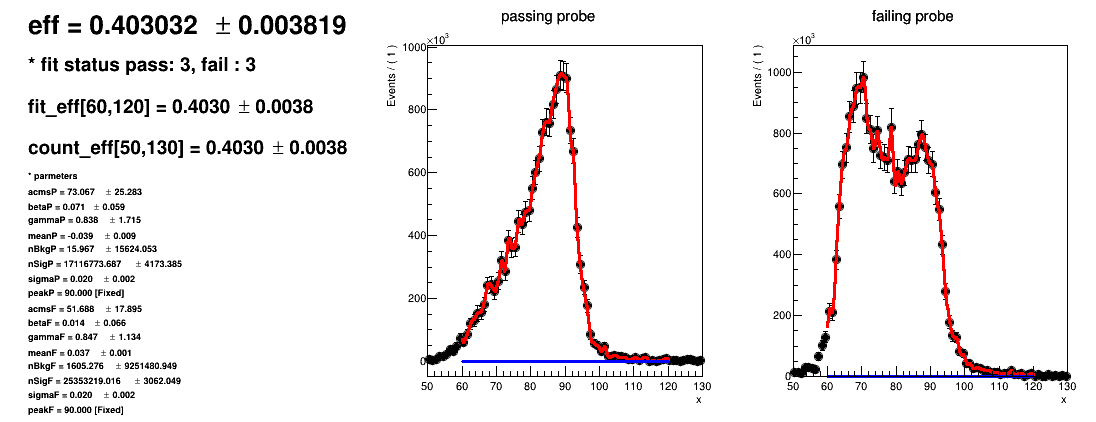 eff = 0.403032 ± 0.003819
* fit status pass: 3, fail : 3
fit_eff[60,120] = 0.4030 ± 0.0038
count_eff[50,130] = 0.4030 ± 0.0038
* parmeters
acmsP = 73.067 ± 25.283
betaP = 0.071 ± 0.059
gammaP = 0.838 ± 1.715
meanP = -0.039 ± 0.009
nBkgP = 15.967 ± 15624.053
nSigP = 17116773.687 ± 4173.385
sigmaP = 0.020 ± 0.002
peakP = 90.000 [Fixed]
acmsF = 51.688 ± 17.895
betaF = 0.014 ± 0.066
gammaF = 0.847 ± 1.134
meanF = 0.037 ± 0.001
nBkgF = 1605.276 ± 9251480.949
nSigF = 25353219.016 ± 3062.049
sigmaF = 0.020 ± 0.002
peakF = 90.000 [Fixed]
passing probe
×10³
Events / ( 1 )
1000
800
600
400
200
0
50 60 70 80 90 100 110 120 130
x
failing probe
×10³
Events / ( 1 )
1000
800
600
400
200
0
50 60 70 80 90 100 110 120 130
x